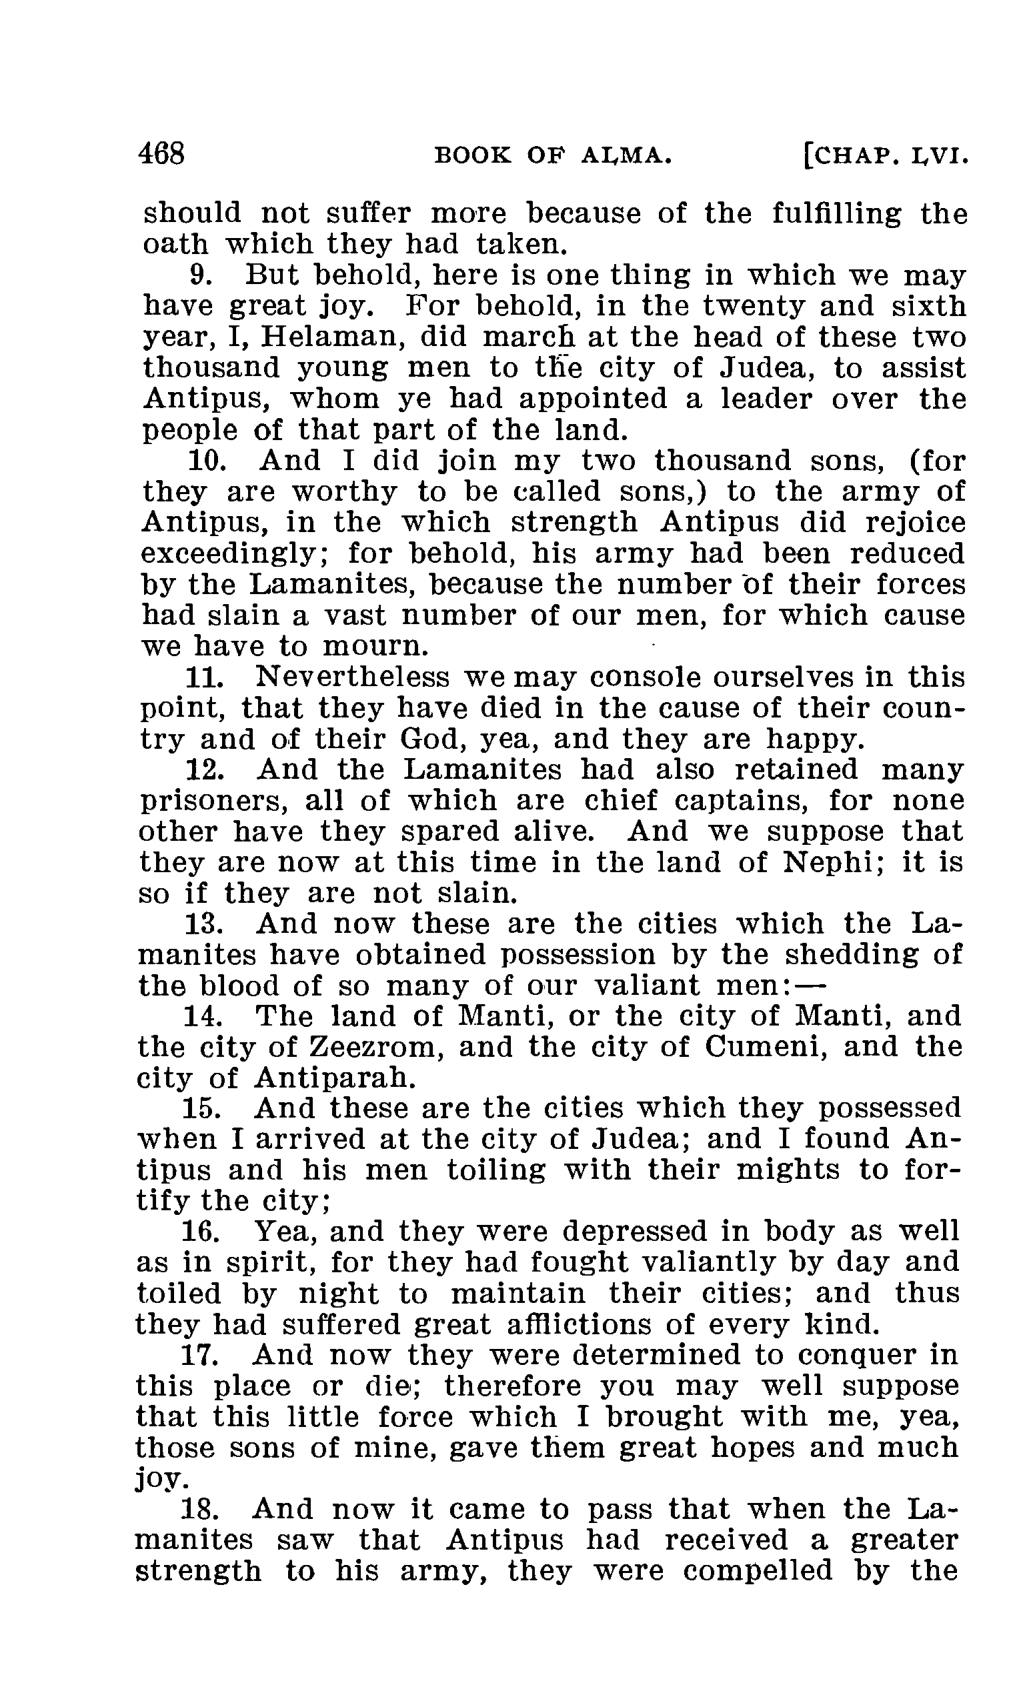 468 BOOK OF ALMA. [CHAP. LVI.
should not suffer more because of the fulfilling the
oath which they had taken.
9. But behold, here is one thing in which we may
have great joy. For behold, in the twenty and sixth
year, I, Helaman, did march at the head of these two
thousand young men to the city of Judea, to assist
Antipus, whom ye had appointed a leader over the
people of that part of the land.
10. And I did join my two thousand sons, (for
they are worthy to be called sons,) to the army of
Antipus, in the which strength Antipus did rejoice
exceedingly; for behold, his army had been reduced
by the Lamanites, because the number of their forces
had slain a vast number of our men, for which cause
we have to mourn.
11. Nevertheless we may console ourselves in this
point, that they have died in the cause of their coun-
try and of their God, yea, and they are happy.
12. And the Lamanites had also retained many
prisoners, all of which are chief captains, for none
other have they spared alive. And we suppose that
they are now at this time in the land of Nephi; it is
so if they are not slain.
13. And now these are the cities which the La-
manites have obtained possession by the shedding of
the blood of so many of our valiant men:—
14. The land of Manti, or the city of Manti, and
the city of Zeezrom, and the city of Cumeni, and the
city of Antiparah.
15. And these are the cities which they possessed
when I arrived at the city of Judea; and I found An-
tipus and his men toiling with their mights to for-
tify the city;
16. Yea, and they were depressed in body as well
as in spirit, for they had fought valiantly by day and
toiled by night to maintain their cities; and thus
they had suffered great afflictions of every kind.
17. And now they were determined to conquer in
this place or die; therefore you may well suppose
that this little force which I brought with me, yea,
those sons of mine, gave them great hopes and much
joy.
18. And now it came to pass that when the La-
manites saw that Antipus had received a greater
strength to his army, they were compelled by the